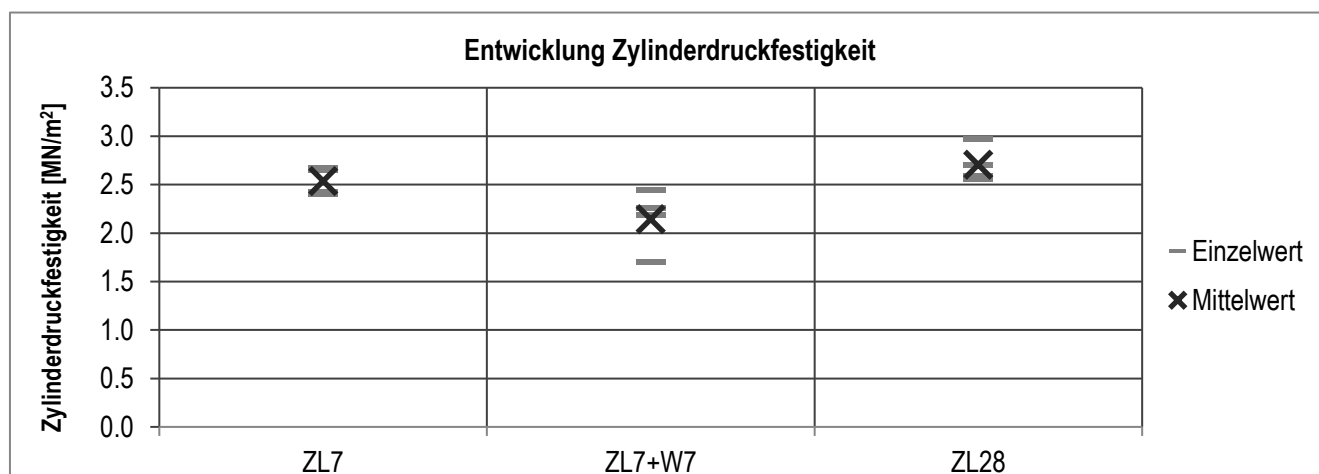 Entwicklung Zylinderdruckfestigkeit
Zylinderdruckfestigkeit [MN/m²]
3.5
3.0
2.5
2.0
1.5
1.0
0.5
0.0
ZL7
ZL7+W7
ZL28
Einzelwert
Mittelwert